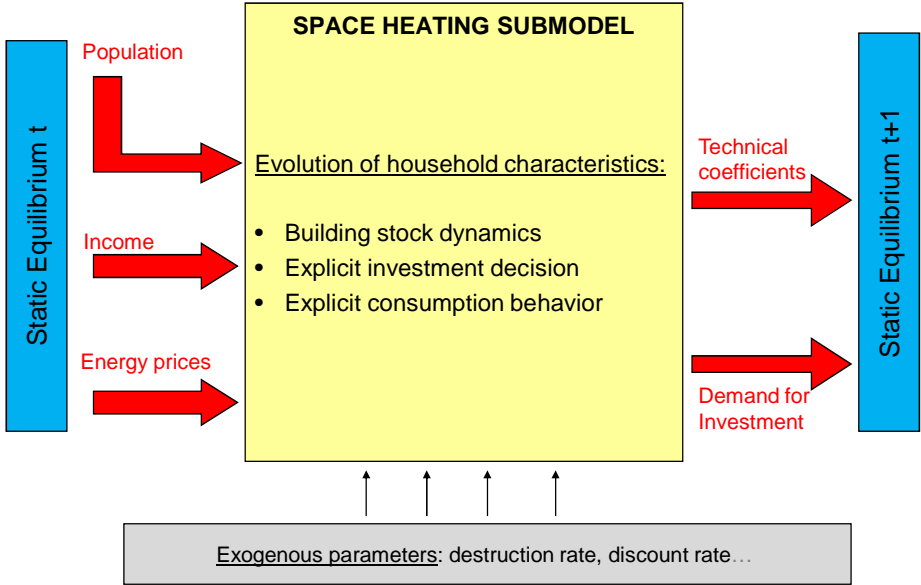 SPACE HEATING SUBMODEL
Static Equilibrium t
Population
Income
Energy prices
Evolution of household characteristics:
• Building stock dynamics
• Explicit investment decision
• Explicit consumption behavior
Technical
coefficients
Demand for
Investment
Static Equilibrium t+1
Exogenous parameters: destruction rate, discount rate…